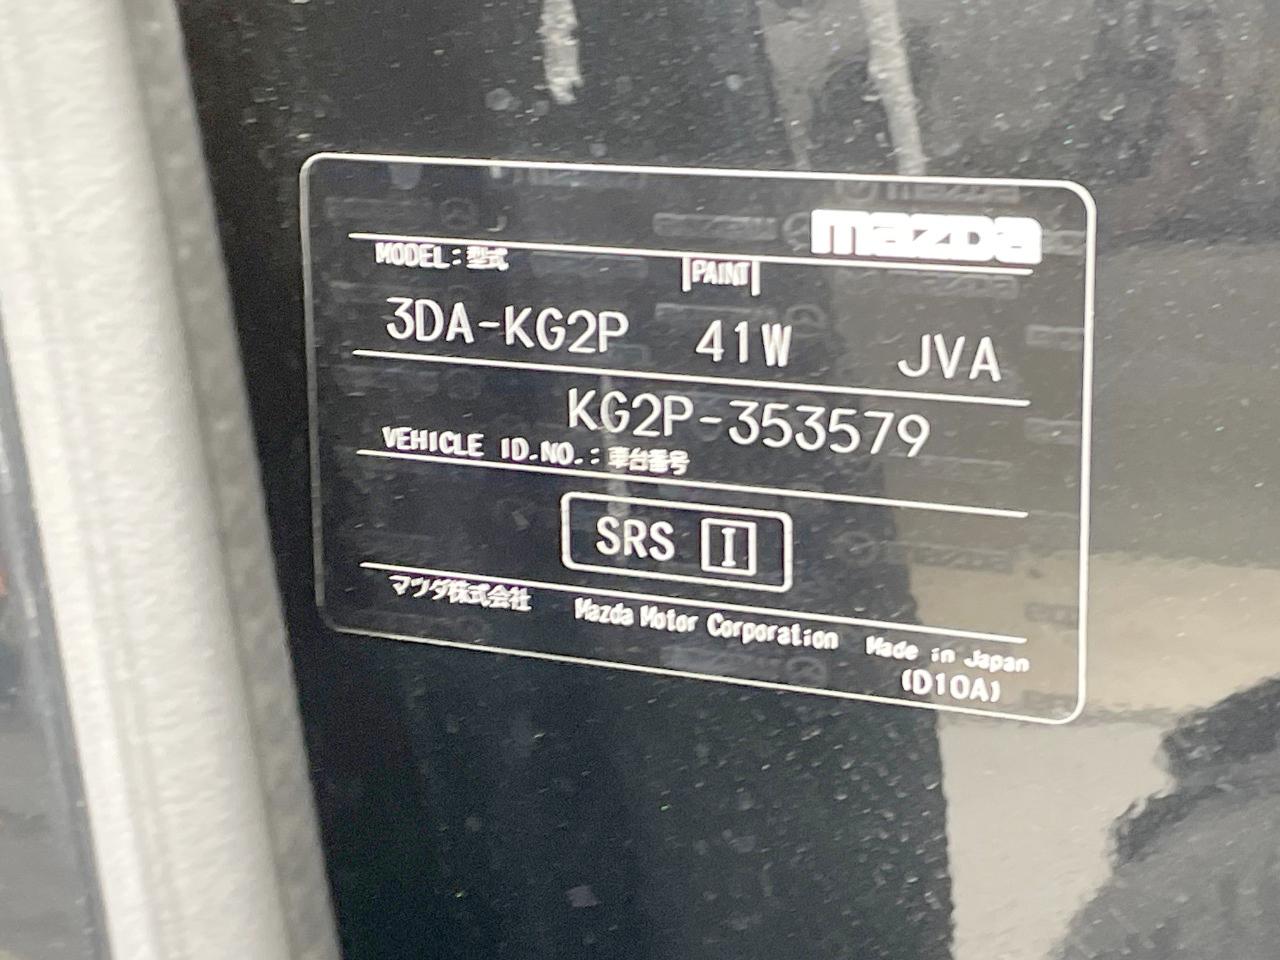 mazda
MODEL：型式 PAINT
3DA-KG2P 41W JVA
KG2P-353579
VEHICLE ID.NO.：車台番号
SRS I
マツダ株式会社 Mazda Motor Corporation Made in Japan
(D10A)